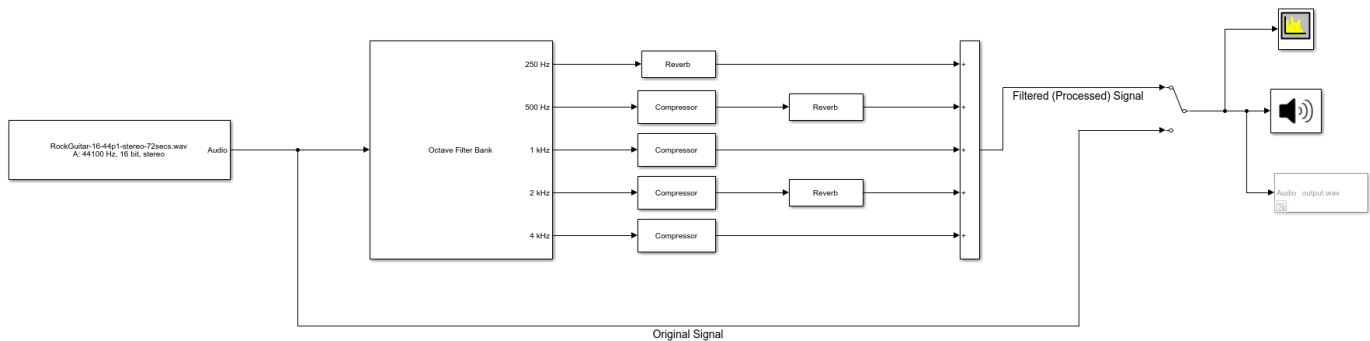 RockGuitar-16-44p1-stereo-72secs.wav
A: 44100 Hz, 16 bit, stereo
Audio
Octave Filter Bank
250 Hz
500 Hz
1 kHz
2 kHz
4 kHz
Reverb
Compressor
Reverb
Compressor
Compressor
Reverb
Compressor
+
+
+
+
+
Filtered (Processed) Signal
Original Signal
Audio output.wav